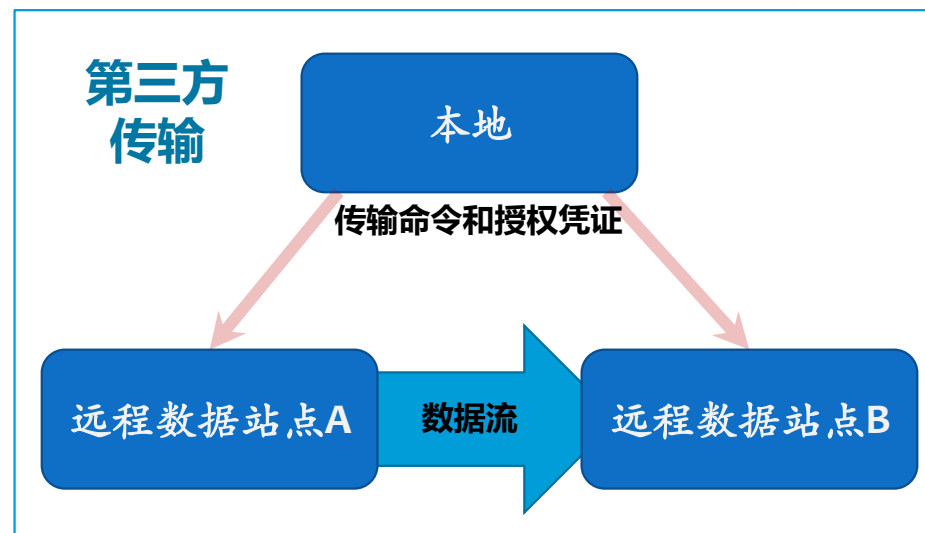 第三方
传输
本地
传输命令和授权凭证
远程数据站点A
数据流
远程数据站点B